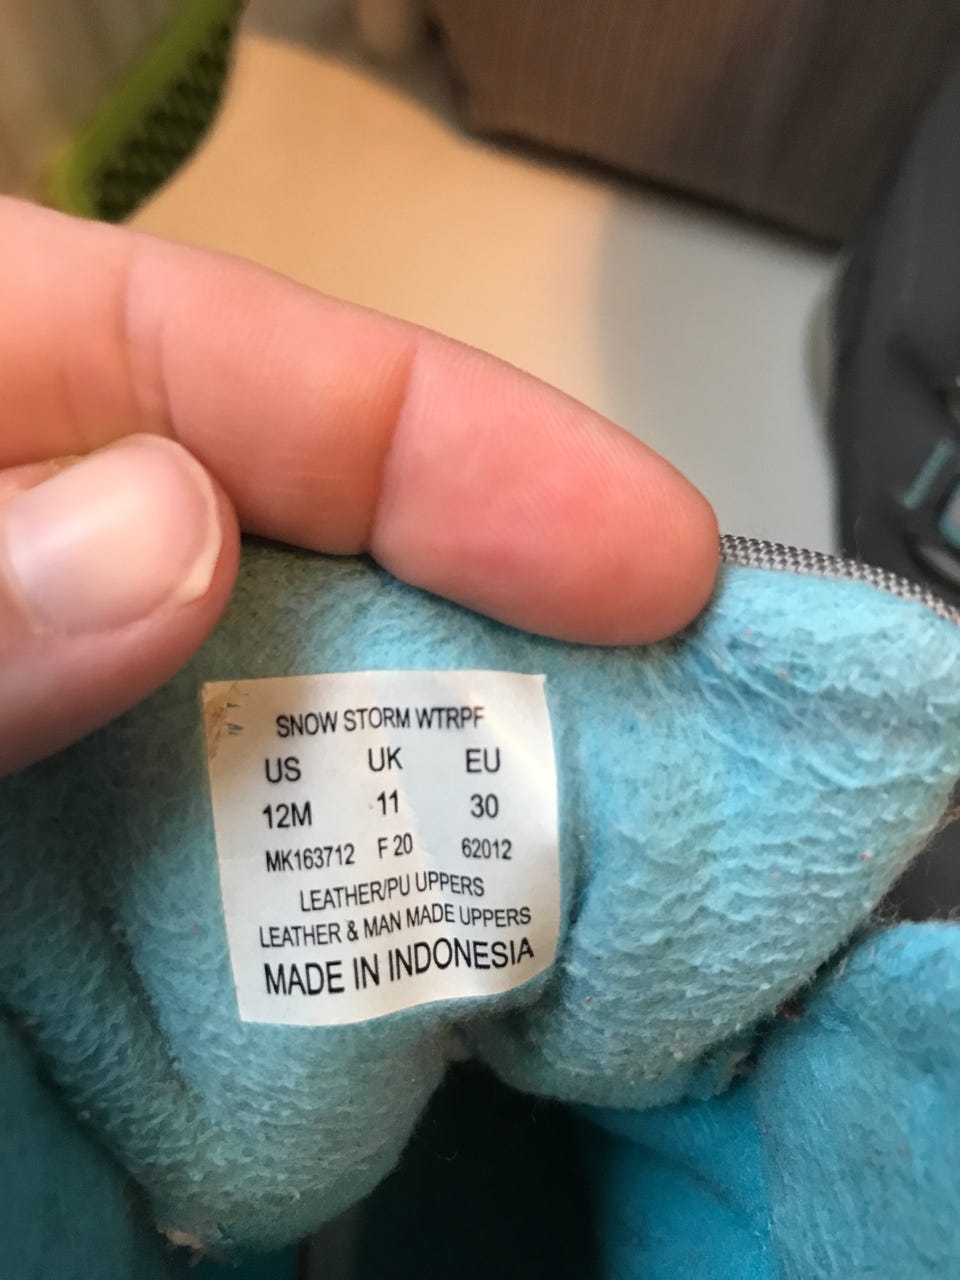 SNOW STORM WTRPF
US UK EU
12M 11 30
MK163712 F 20 62012
LEATHER/PU UPPERS
LEATHER & MAN MADE UPPERS
MADE IN INDONESIA